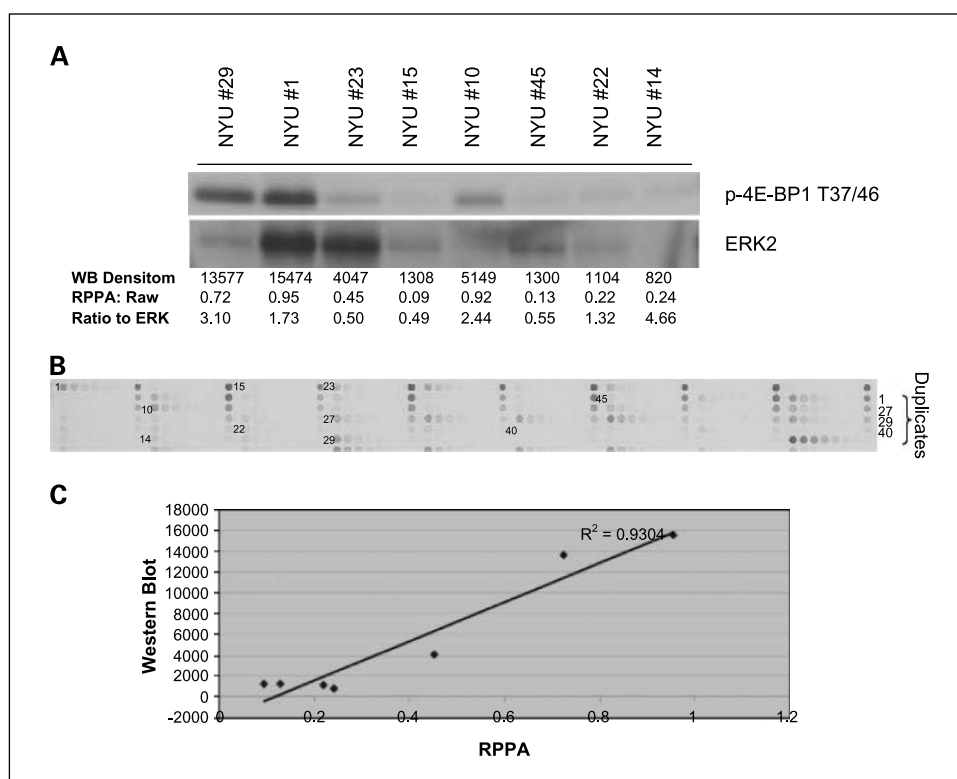 A
NYU #29 NYU #1 NYU #23 NYU #15 NYU #10 NYU #45 NYU #22 NYU #14
p-4E-BP1 T37/46
ERK2
WB Densitom 13577 15474 4047 1308 5149 1300 1104 820
RPPA: Raw 0.72 0.95 0.45 0.09 0.92 0.13 0.22 0.24
Ratio to ERK 3.10 1.73 0.50 0.49 2.44 0.55 1.32 4.66
B
1 15 23
45 1
10
27 27
29
22 40 40
14 29
Duplicates
C
18000
16000
R² = 0.9304
14000
12000
10000
8000
6000
4000
2000
0
-2000
0 0.2 0.4 0.6 0.8 1 1.2
Western Blot
RPPA